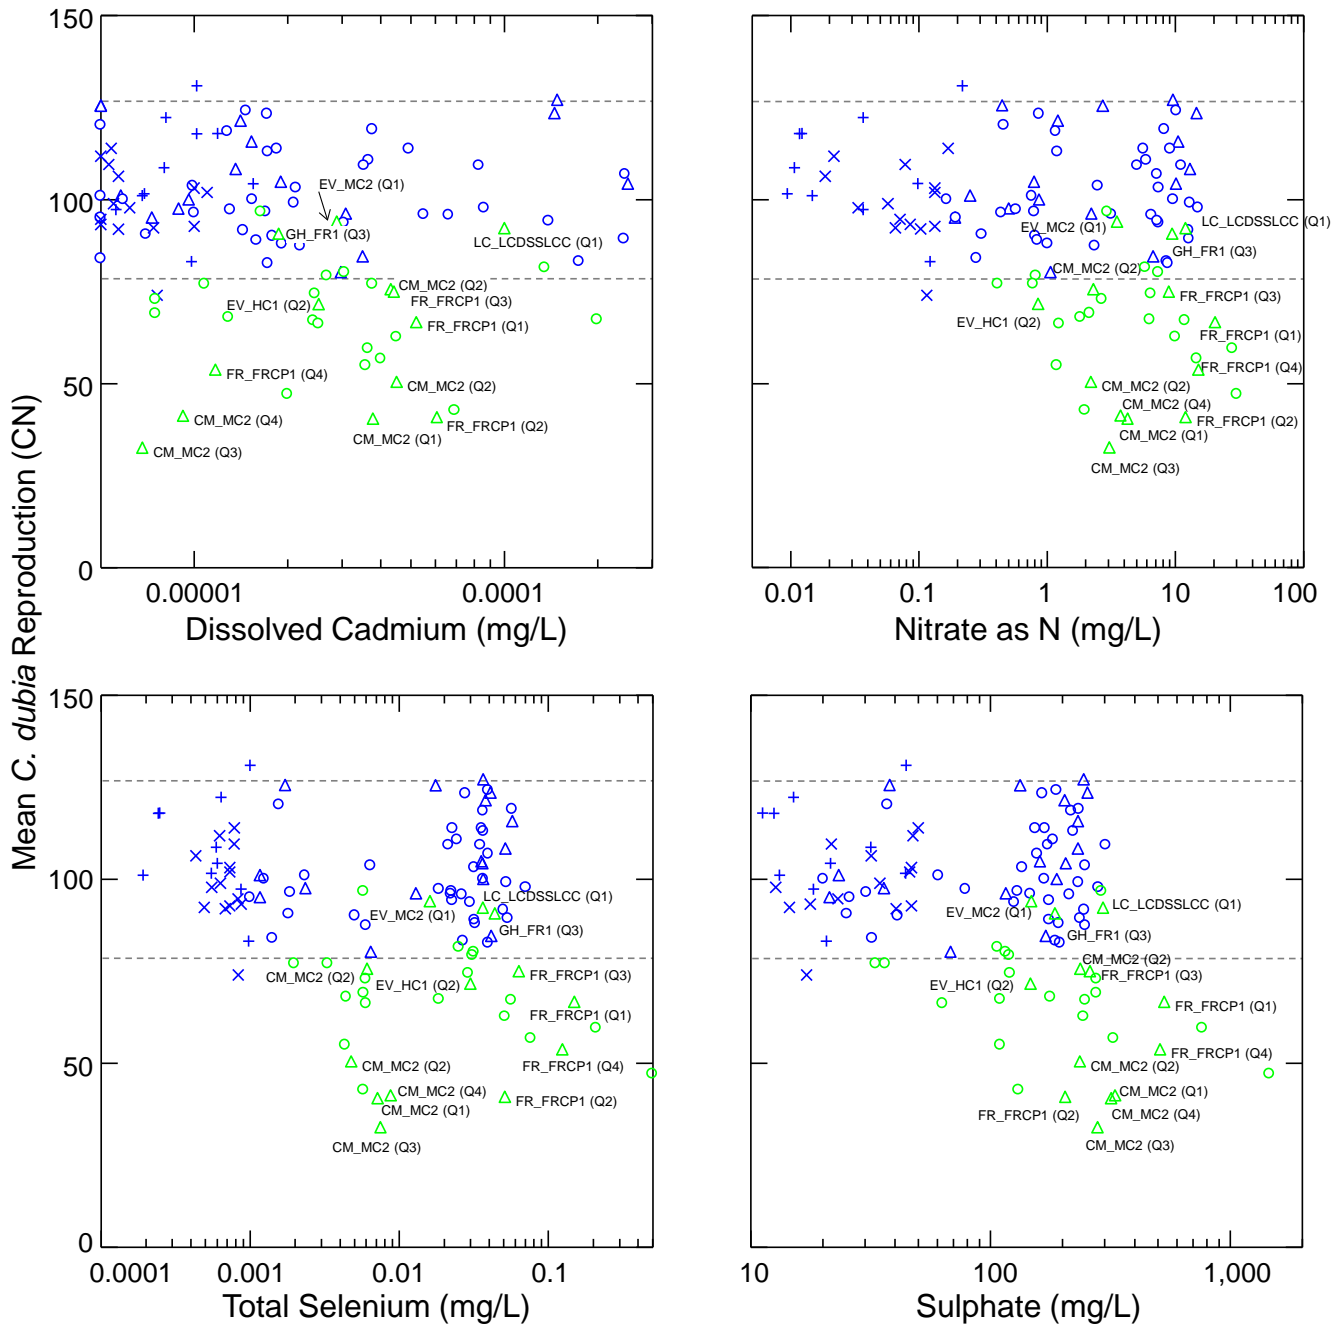 Mean C. dubia Reproduction (CN)
150
100
50
0
EV_MC2 (Q1)
GH_FR1 (Q3)
LC_LCDSSLCC (Q1)
CM_MC2 (Q2)
FR_FRCP1 (Q3)
EV_HC1 (Q2)
FR_FRCP1 (Q1)
FR_FRCP1 (Q4)
CM_MC2 (Q2)
CM_MC2 (Q4)
FR_FRCP1 (Q2)
CM_MC2 (Q1)
CM_MC2 (Q3)
0.00001
0.0001
Dissolved Cadmium (mg/L)
LC_LCDSSLCC (Q1)
EV_MC2 (Q1)
GH_FR1 (Q3)
CM_MC2 (Q2)
FR_FRCP1 (Q3)
EV_HC1 (Q2)
FR_FRCP1 (Q1)
FR_FRCP1 (Q4)
CM_MC2 (Q2)
CM_MC2 (Q4)
FR_FRCP1 (Q2)
CM_MC2 (Q1)
CM_MC2 (Q3)
0.01
0.1
1
10
100
Nitrate as N (mg/L)
150
100
50
0
LC_LCDSSLCC (Q1)
EV_MC2 (Q1)
GH_FR1 (Q3)
CM_MC2 (Q2)
FR_FRCP1 (Q3)
EV_HC1 (Q2)
FR_FRCP1 (Q1)
FR_FRCP1 (Q4)
CM_MC2 (Q2)
CM_MC2 (Q4)
FR_FRCP1 (Q2)
CM_MC2 (Q1)
CM_MC2 (Q3)
0.0001
0.001
0.01
0.1
Total Selenium (mg/L)
LC_LCDSSLCC (Q1)
EV_MC2 (Q1)
GH_FR1 (Q3)
CM_MC2 (Q2)
FR_FRCP1 (Q3)
EV_HC1 (Q2)
FR_FRCP1 (Q1)
FR_FRCP1 (Q4)
CM_MC2 (Q2)
CM_MC2 (Q1)
FR_FRCP1 (Q2)
CM_MC2 (Q4)
CM_MC2 (Q3)
10
100
1,000
Sulphate (mg/L)